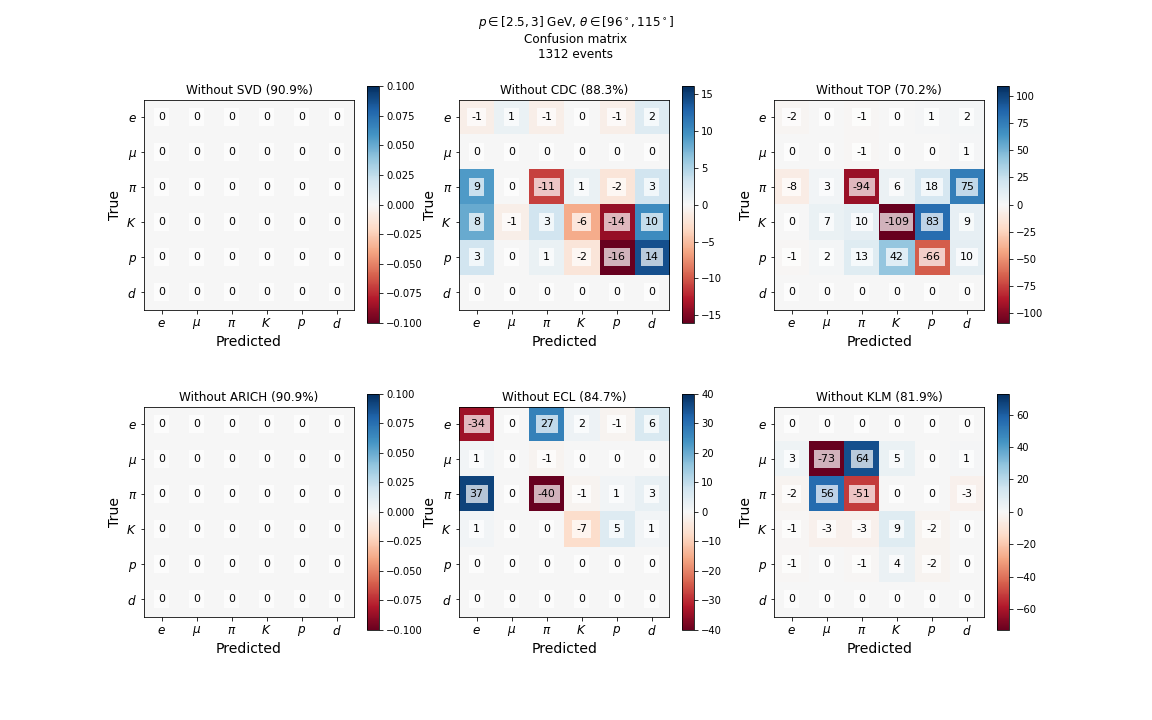 p ∈ [2.5, 3] GeV, θ ∈ [96°, 115°]
Confusion matrix
1312 events
Without SVD (90.9%)
e 0 0 0 0 0 0
μ 0 0 0 0 0 0
π 0 0 0 0 0 0
K 0 0 0 0 0 0
p 0 0 0 0 0 0
d 0 0 0 0 0 0
e μ π K p d
True
Predicted
0.100
0.075
0.050
0.025
0.000
−0.025
−0.050
−0.075
−0.100
Without CDC (88.3%)
e -1 1 -1 0 -1 2
μ 0 0 0 0 0 0
π 9 0 -11 1 -2 3
K 8 -1 3 -6 -14 10
p 3 0 1 -2 -16 14
d 0 0 0 0 0 0
e μ π K p d
True
Predicted
15
10
5
0
−5
−10
−15
Without TOP (70.2%)
e -2 0 -1 0 1 2
μ 0 0 -1 0 0 1
π -8 3 -94 6 18 75
K 0 7 10 -109 83 9
p -1 2 13 42 -66 10
d 0 0 0 0 0 0
e μ π K p d
True
Predicted
100
75
50
25
0
−25
−50
−75
−100
Without ARICH (90.9%)
e 0 0 0 0 0 0
μ 0 0 0 0 0 0
π 0 0 0 0 0 0
K 0 0 0 0 0 0
p 0 0 0 0 0 0
d 0 0 0 0 0 0
e μ π K p d
True
Predicted
0.100
0.075
0.050
0.025
0.000
−0.025
−0.050
−0.075
−0.100
Without ECL (84.7%)
e -34 0 27 2 -1 6
μ 1 0 -1 0 0 0
π 37 0 -40 -1 1 3
K 1 0 0 -7 5 1
p 0 0 0 0 0 0
d 0 0 0 0 0 0
e μ π K p d
True
Predicted
40
30
20
10
0
−10
−20
−30
−40
Without KLM (81.9%)
e 0 0 0 0 0 0
μ 3 -73 64 5 0 1
π -2 56 -51 0 0 -3
K -1 -3 -3 9 -2 0
p -1 0 -1 4 -2 0
d 0 0 0 0 0 0
e μ π K p d
True
Predicted
60
40
20
0
−20
−40
−60